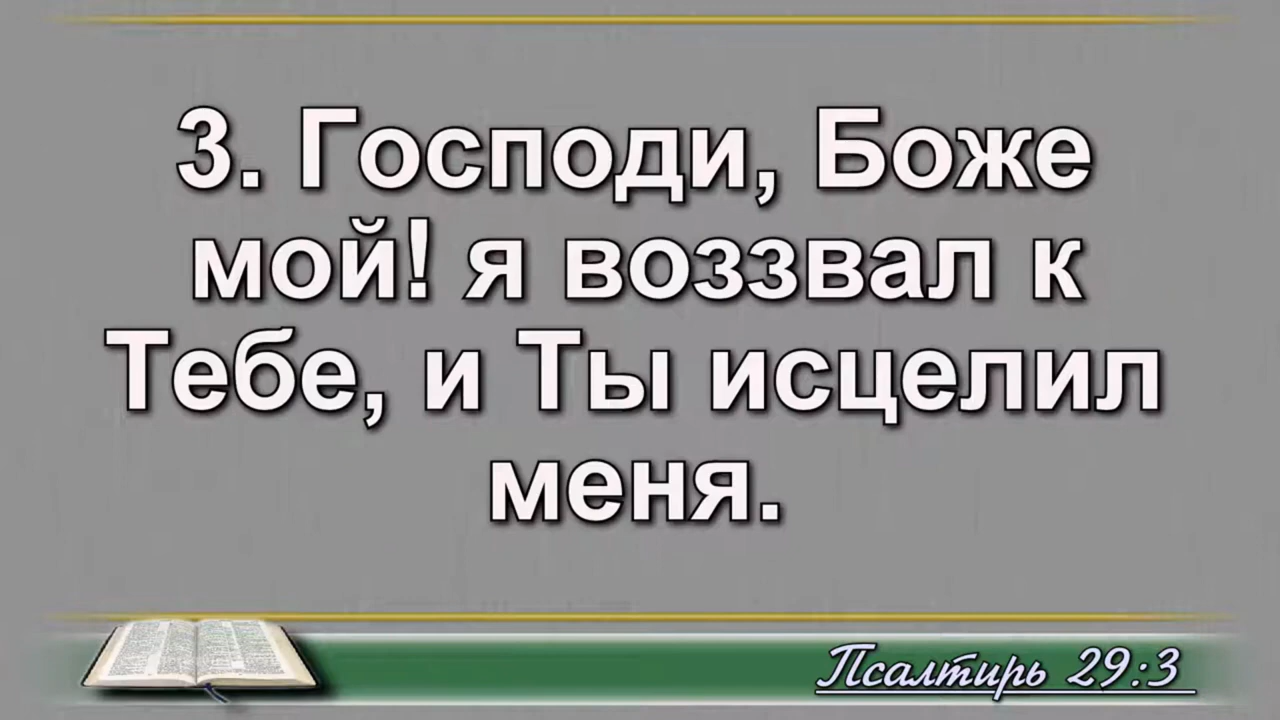 3. Господи, Боже
мой! я воззвал к
Тебе, и Ты исцелил
меня.
Псалтирь 29:3